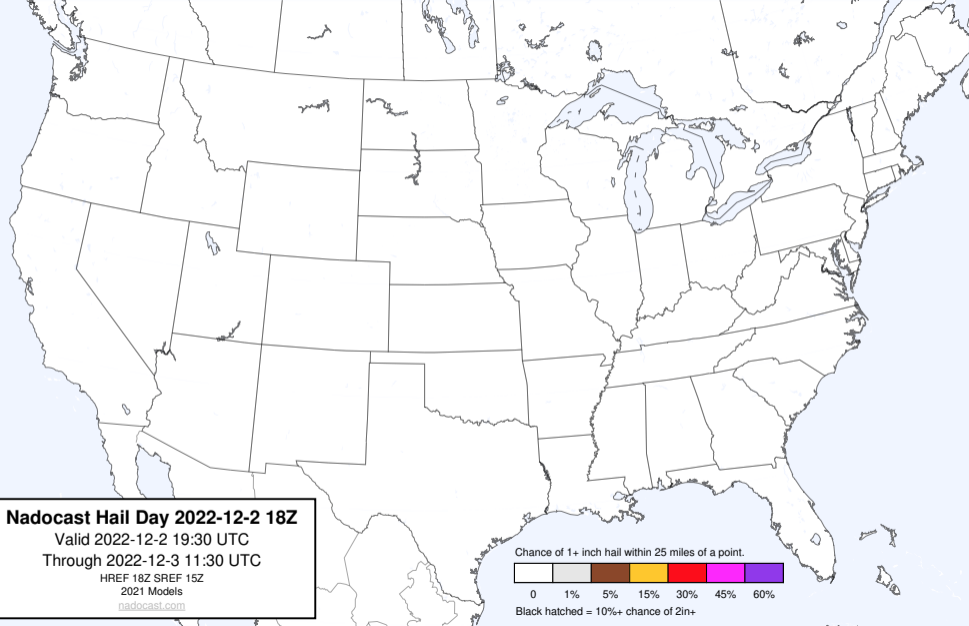 Nadocast Hail Day 2022-12-2 18Z
Valid 2022-12-2 19:30 UTC
Through 2022-12-3 11:30 UTC
HREF 18Z SREF 15Z
2021 Models
nadocast.com
Chance of 1+ inch hail within 25 miles of a point.
0 1% 5% 15% 30% 45% 60%
Black hatched = 10%+ chance of 2in+